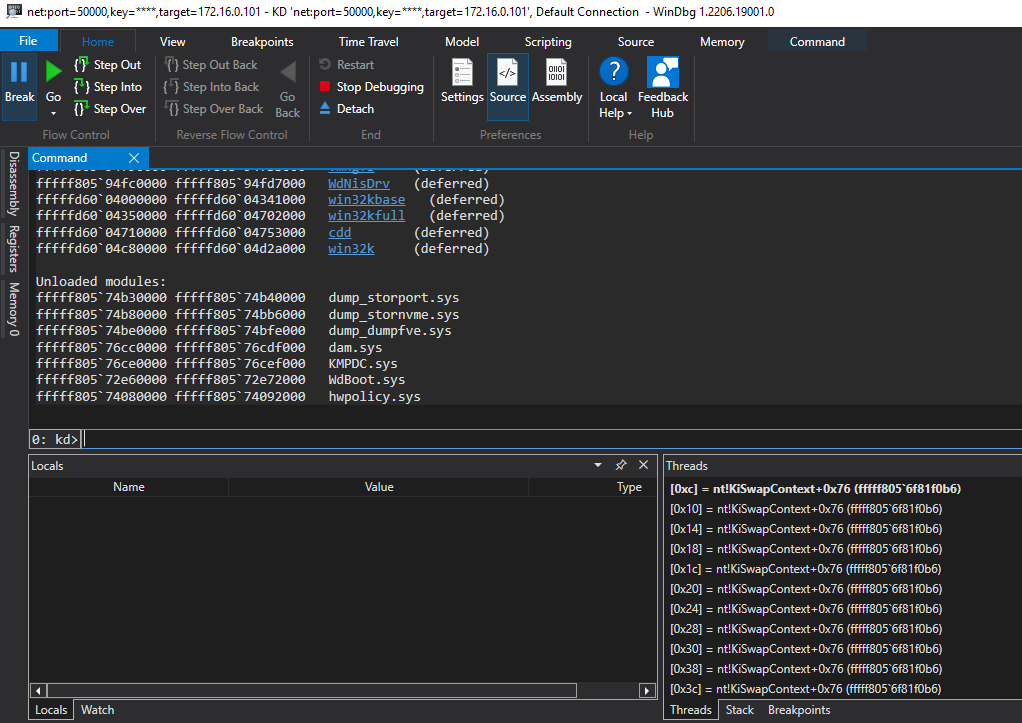 net:port=50000,key=****,target=172.16.0.101 - KD 'net:port=50000,key=****,target=172.16.0.101', Default Connection - WinDbg 1.2206.19001.0
File Home View Breakpoints Time Travel Model Scripting Source Memory Command
Break
Go
Step Out
Step Into
Step Over
Flow Control
Step Out Back
Step Into Back
Step Over Back
Go Back
Reverse Flow Control
Restart
Stop Debugging
Detach
End
Settings
Source
Assembly
Preferences
Local Help
Feedback Hub
Help
Disassembly
Registers
Memory 0
Command
(deferred)
fffff805`94fc0000 fffff805`94fd7000 WdNisDrv (deferred)
fffffd60`04000000 fffffd60`04341000 win32kbase (deferred)
fffffd60`04350000 fffffd60`04702000 win32kfull (deferred)
fffffd60`04710000 fffffd60`04753000 cdd (deferred)
fffffd60`04c80000 fffffd60`04d2a000 win32k (deferred)
Unloaded modules:
fffff805`74b30000 fffff805`74b40000 dump_storport.sys
fffff805`74b80000 fffff805`74bb6000 dump_stornvme.sys
fffff805`74be0000 fffff805`74bfe000 dump_dumpfve.sys
fffff805`76cc0000 fffff805`76cdf000 dam.sys
fffff805`76ce0000 fffff805`76cef000 KMPDC.sys
fffff805`72e60000 fffff805`72e72000 WdBoot.sys
fffff805`74080000 fffff805`74092000 hwpolicy.sys
0: kd>
Locals
Name Value Type
Locals Watch
Threads
[0xc] = nt!KiSwapContext+0x76 (fffff805`6f81f0b6)
[0x10] = nt!KiSwapContext+0x76 (fffff805`6f81f0b6)
[0x14] = nt!KiSwapContext+0x76 (fffff805`6f81f0b6)
[0x18] = nt!KiSwapContext+0x76 (fffff805`6f81f0b6)
[0x1c] = nt!KiSwapContext+0x76 (fffff805`6f81f0b6)
[0x20] = nt!KiSwapContext+0x76 (fffff805`6f81f0b6)
[0x24] = nt!KiSwapContext+0x76 (fffff805`6f81f0b6)
[0x28] = nt!KiSwapContext+0x76 (fffff805`6f81f0b6)
[0x30] = nt!KiSwapContext+0x76 (fffff805`6f81f0b6)
[0x38] = nt!KiSwapContext+0x76 (fffff805`6f81f0b6)
[0x3c] = nt!KiSwapContext+0x76 (fffff805`6f81f0b6)
Threads Stack Breakpoints